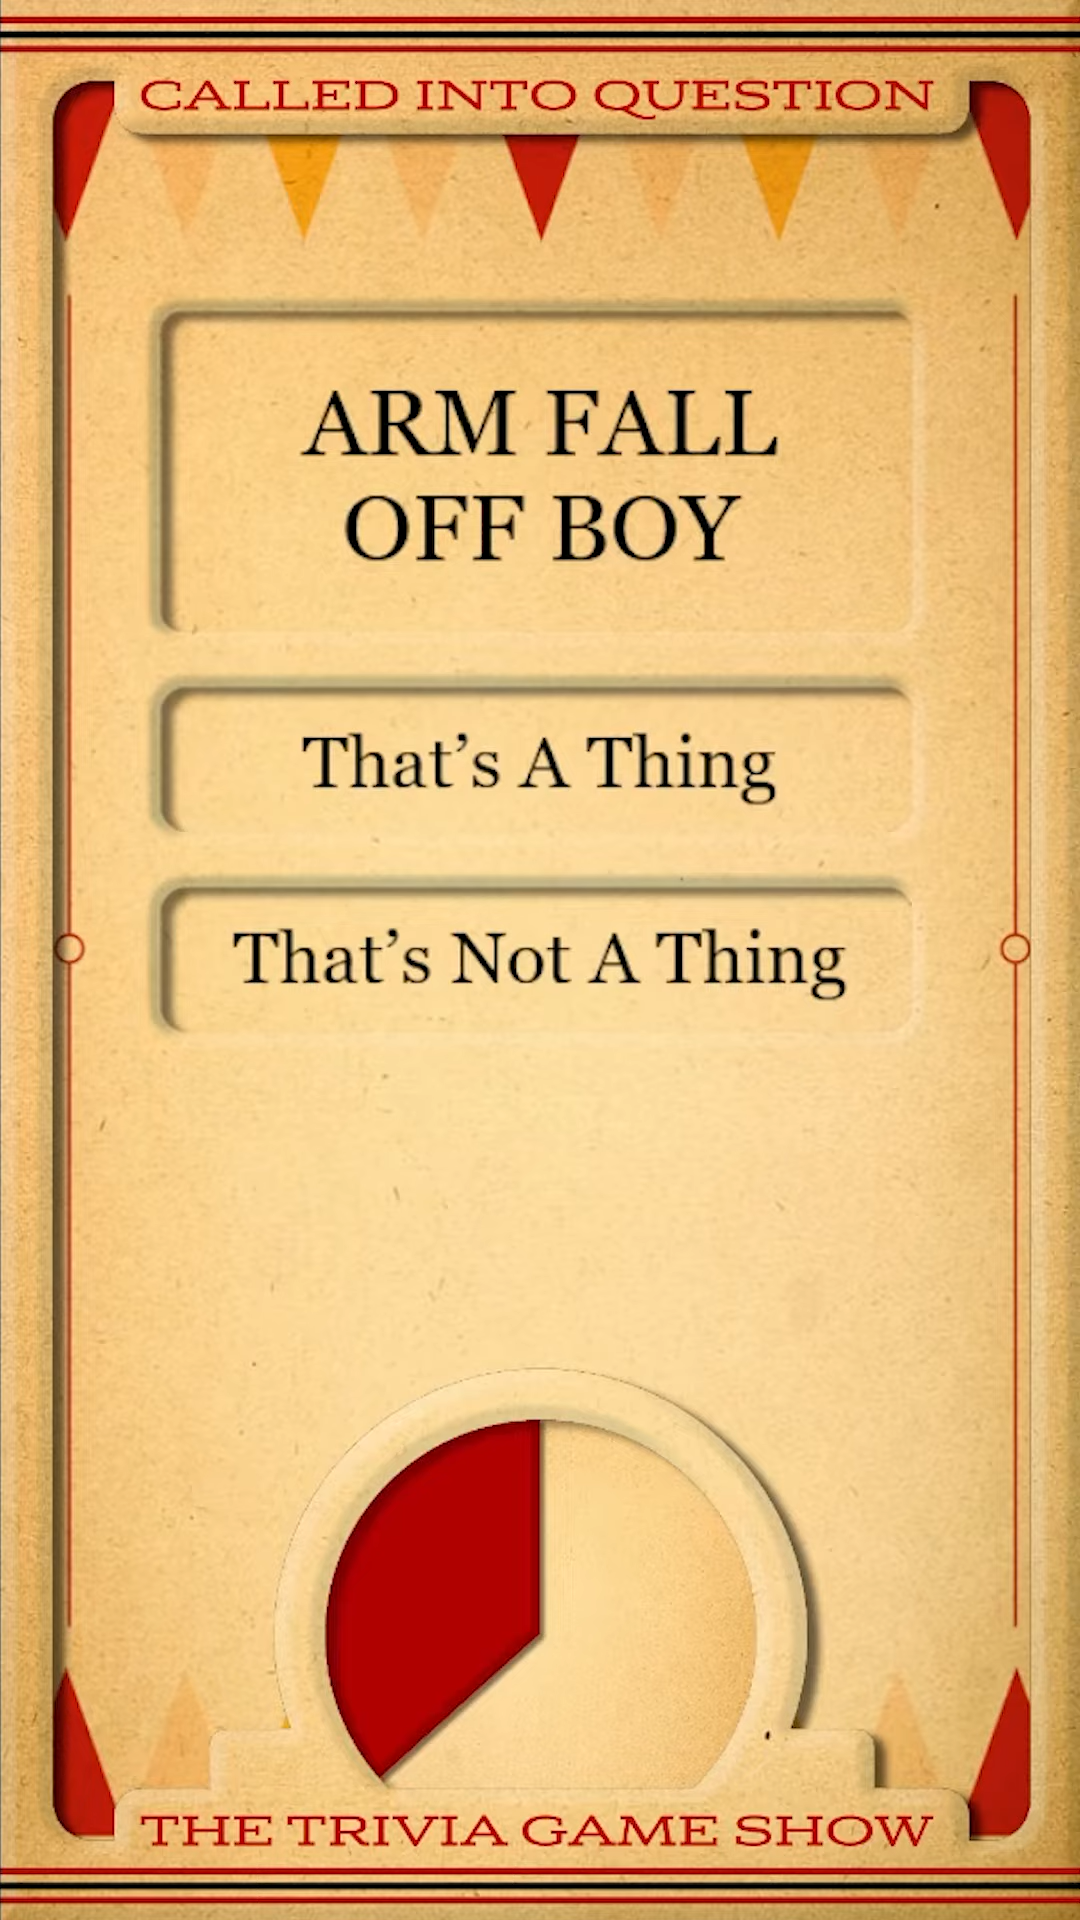 CALLED INTO QUESTION
ARM FALL
OFF BOY
That’s A Thing
That’s Not A Thing
THE TRIVIA GAME SHOW